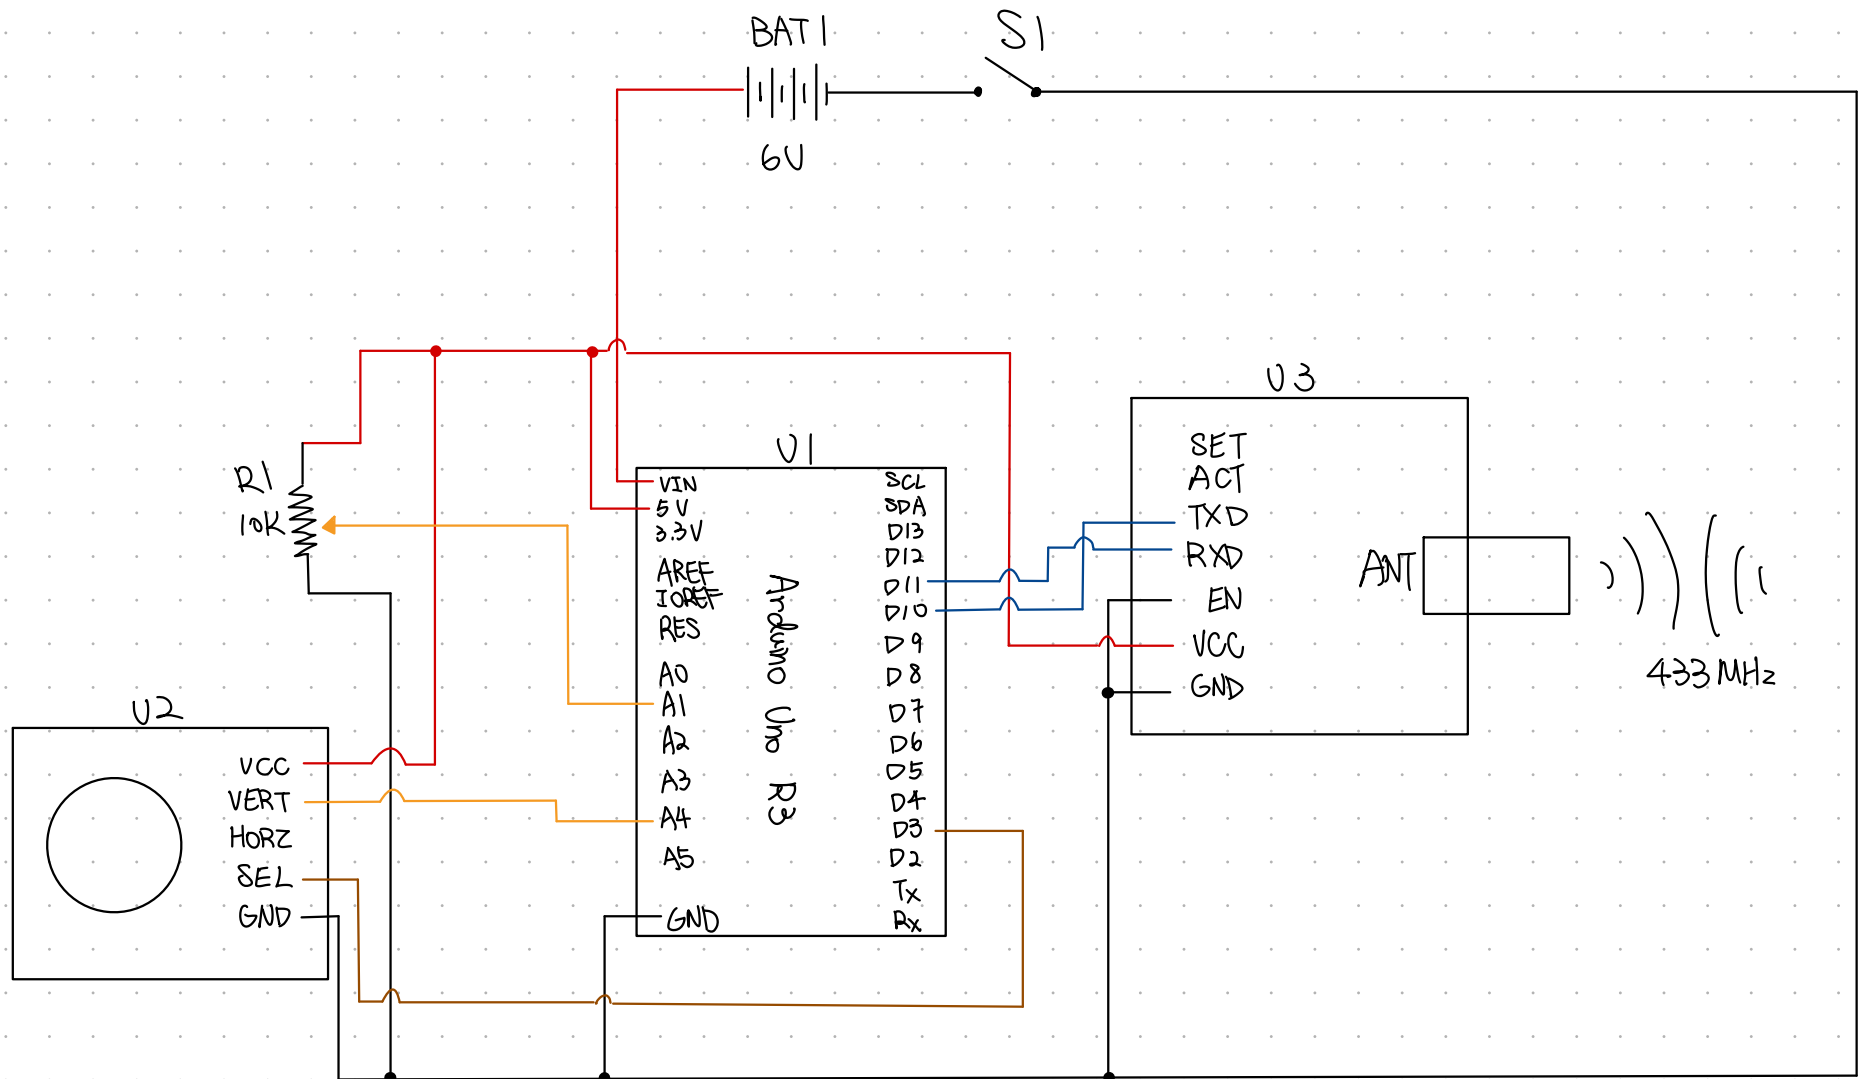 BAT1
S1
6V
U3
U1
R1
10K
VIN
5V
3.3V
AREF
IOREF
RES
A0
A1
A2
A3
A4
A5
GND
Arduino Uno R3
SCL
SDA
D13
D12
D11
D10
D9
D8
D7
D6
D5
D4
D3
D2
Tx
Rx
SET
ACT
TXD
RXD
EN
VCC
GND
ANT
433MHz
U2
VCC
VERT
HORZ
SEL
GND